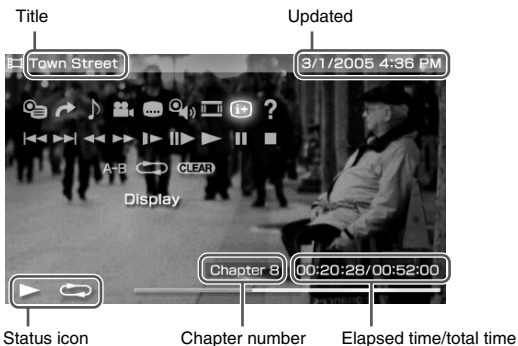 Title Updated
Town Street 3/1/2005 4:36 PM
i+ ?
A-B CLEAR
Display
Chapter 8 00:20:28/00:52:00
Status icon Chapter number Elapsed time/total time